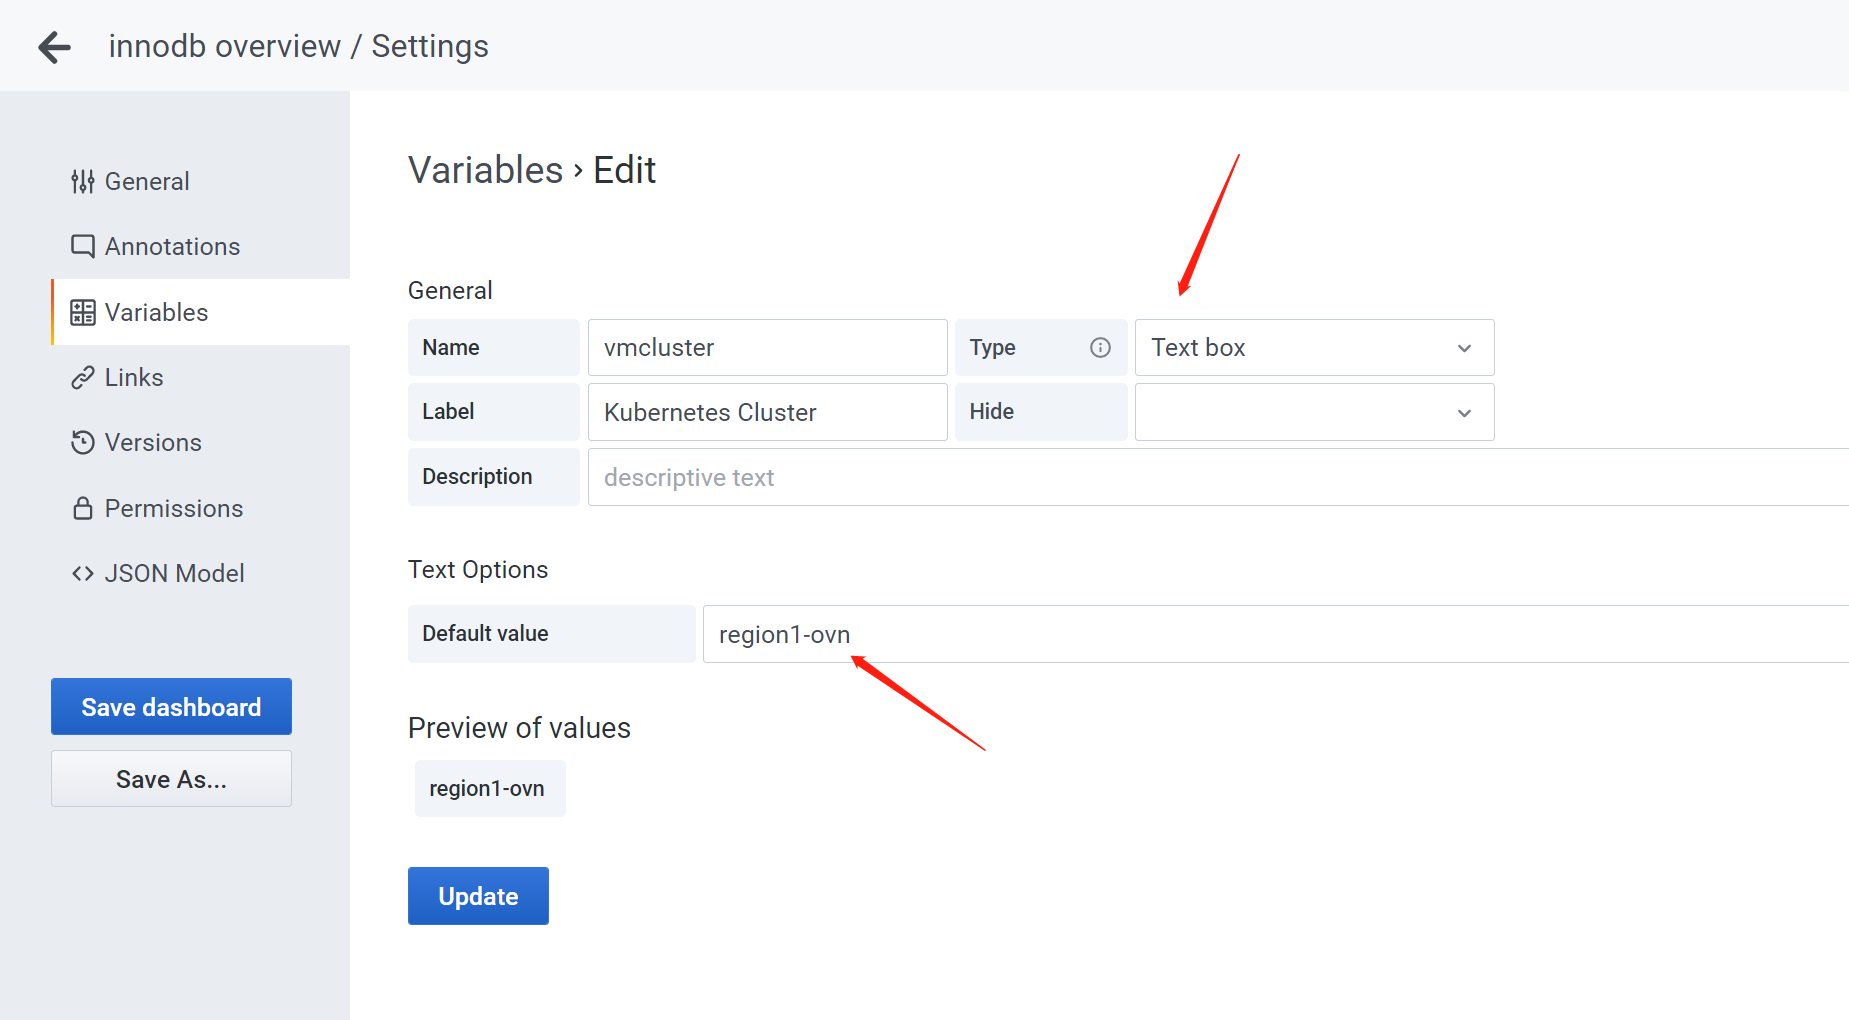 innodb overview / Settings
General
Annotations
Variables
Links
Versions
Permissions
JSON Model
Save dashboard
Save As...
Variables › Edit
General
Name vmcluster Type Text box
Label Kubernetes Cluster Hide
Description descriptive text
Text Options
Default value region1-ovn
Preview of values
region1-ovn
Update